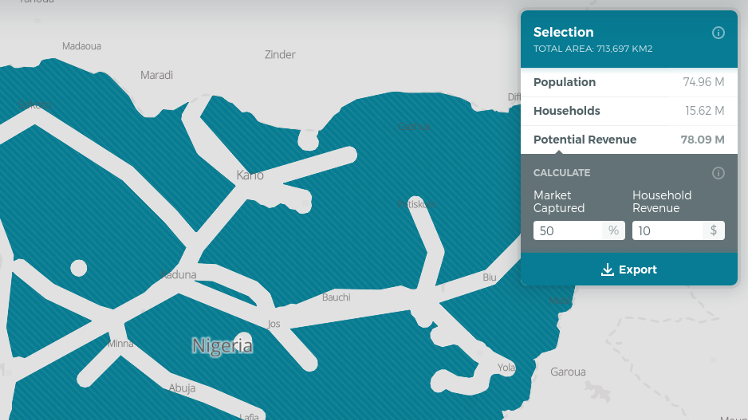 Madaoua
Zinder
Maradi
Diff
Kano
Kaduna
Bauchi
Biu
Jos
Minna
Nigeria
Yola
Garoua
Abuja
Lafia
Selection
TOTAL AREA: 713,697 KM2
Population 74.96 M
Households 15.62 M
Potential Revenue 78.09 M
CALCULATE
Market Household
Captured Revenue
50 % 10 $
Export